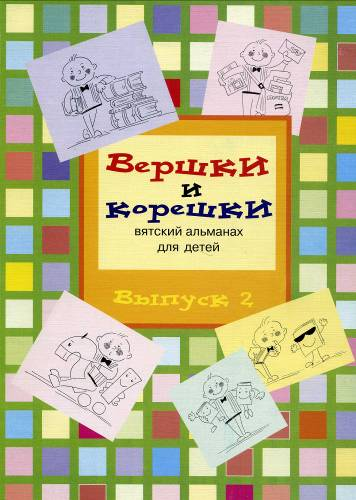 Вершки
и
корешки
вятский альманах
для детей
Выпуск 2